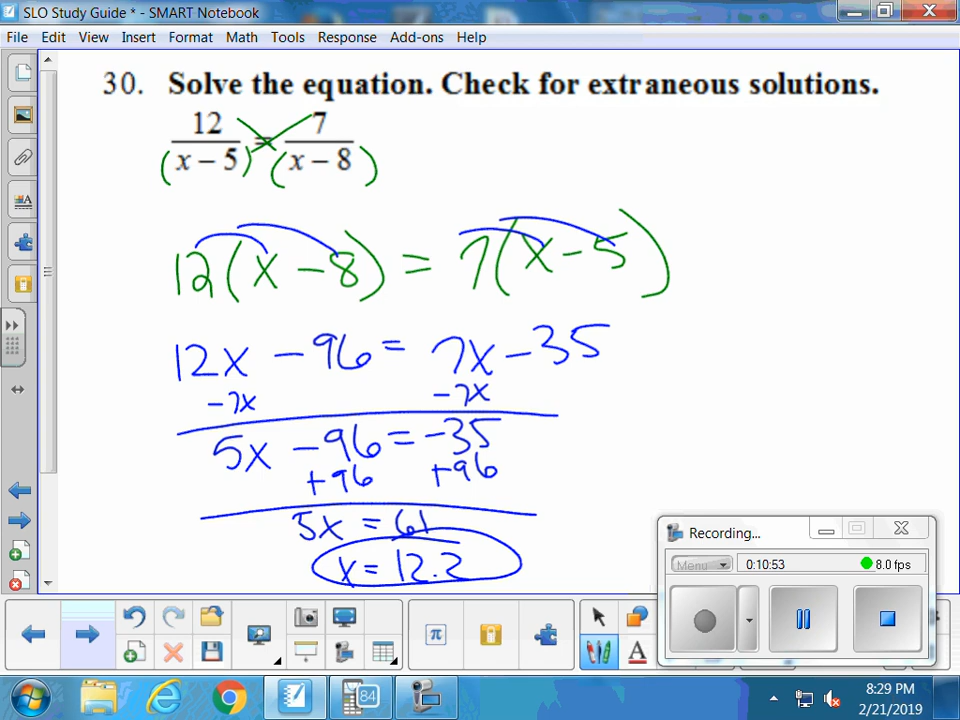 SLO Study Guide * - SMART Notebook
File Edit View Insert Format Math Tools Response Add-ons Help
30. Solve the equation. Check for extraneous solutions.
12 = 7
(x − 5) (x − 8)
12(x − 8) = 7(x − 5)
12x − 96 = 7x − 35
−7x −7x
5x − 96 = −35
+96 +96
5x = 61
x = 12.2
Recording...
Menu 0:10:53 8.0 fps
π
A
84
8:29 PM
2/21/2019